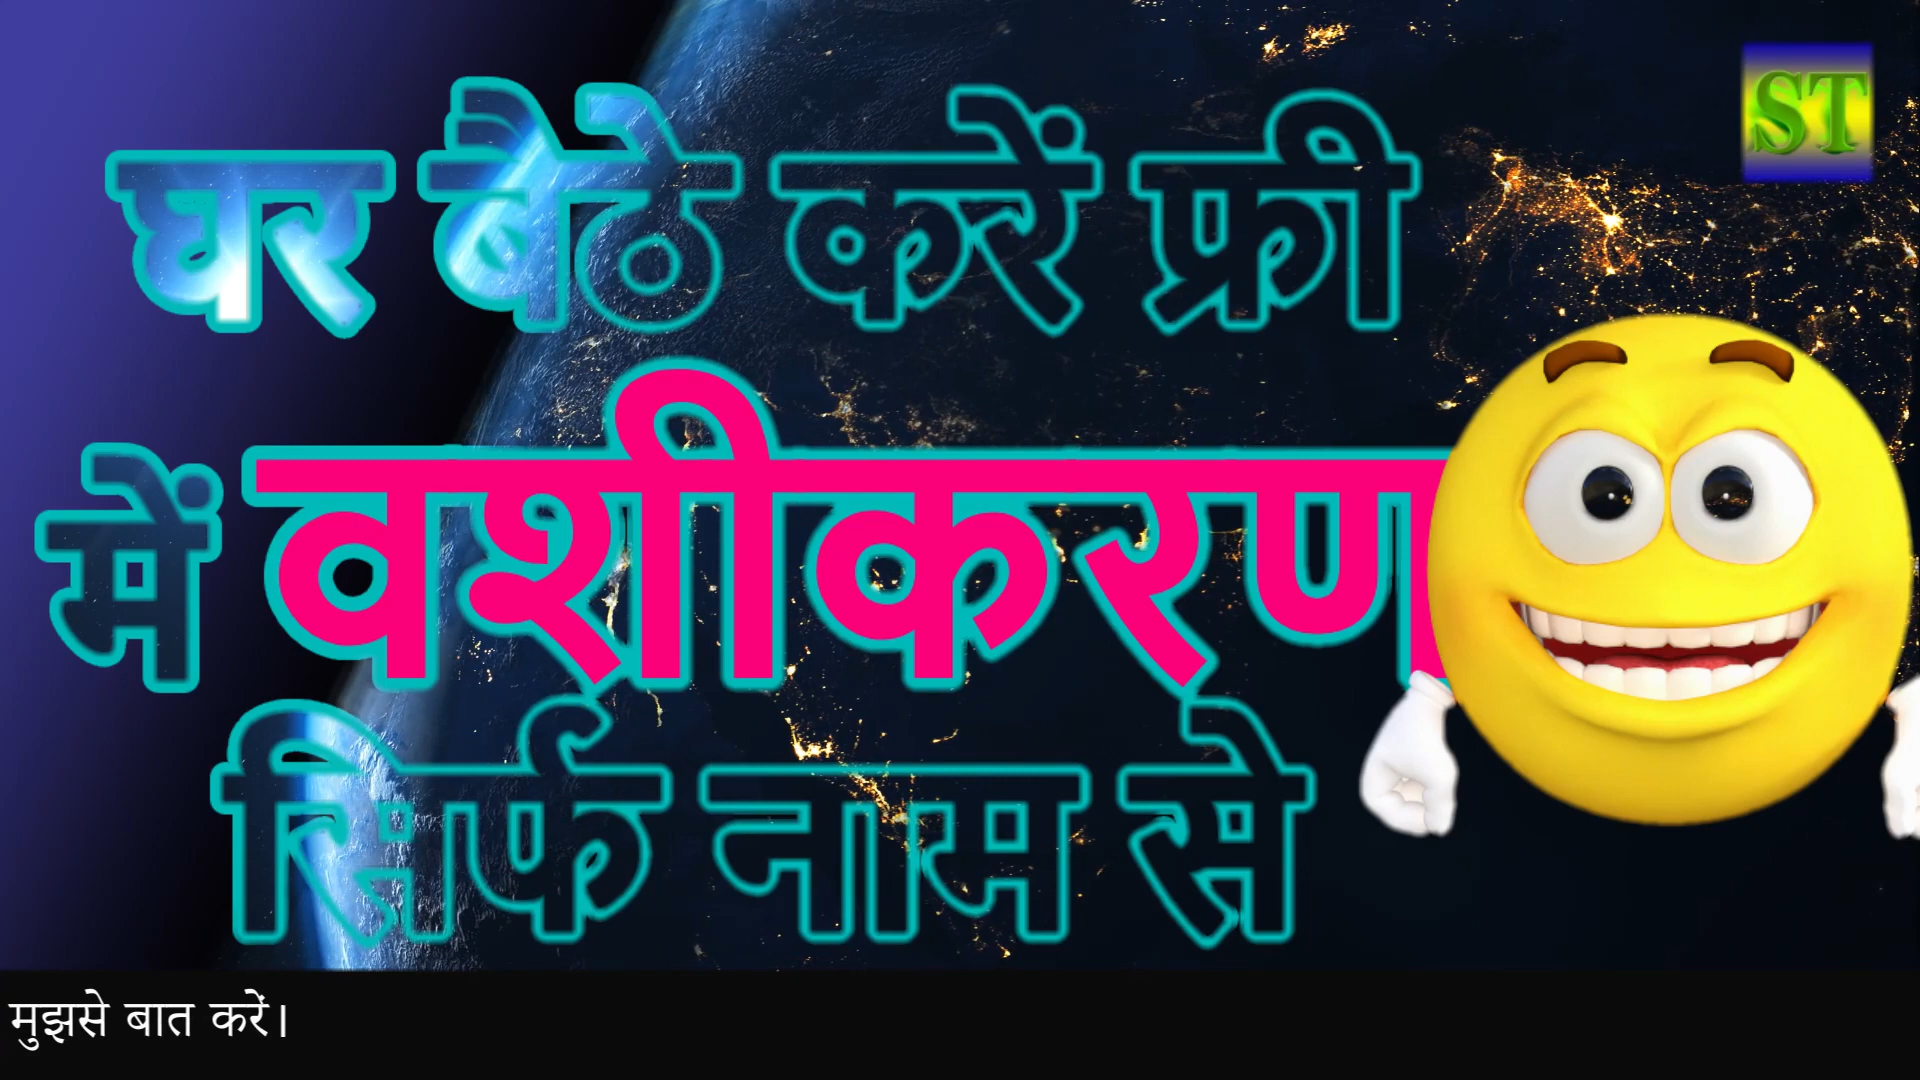 ST
घर बैठे करें फ्री
में वशीकरण
सिर्फ नाम से
मुझसे बात करें।